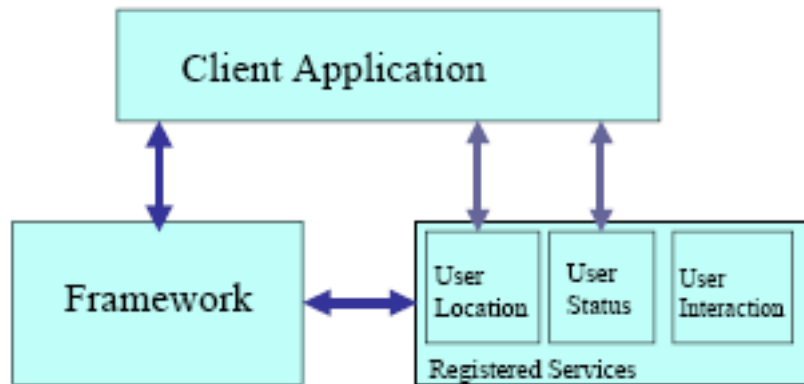 Client Application
Framework
User
Location
User
Status
User
Interaction
Registered Services